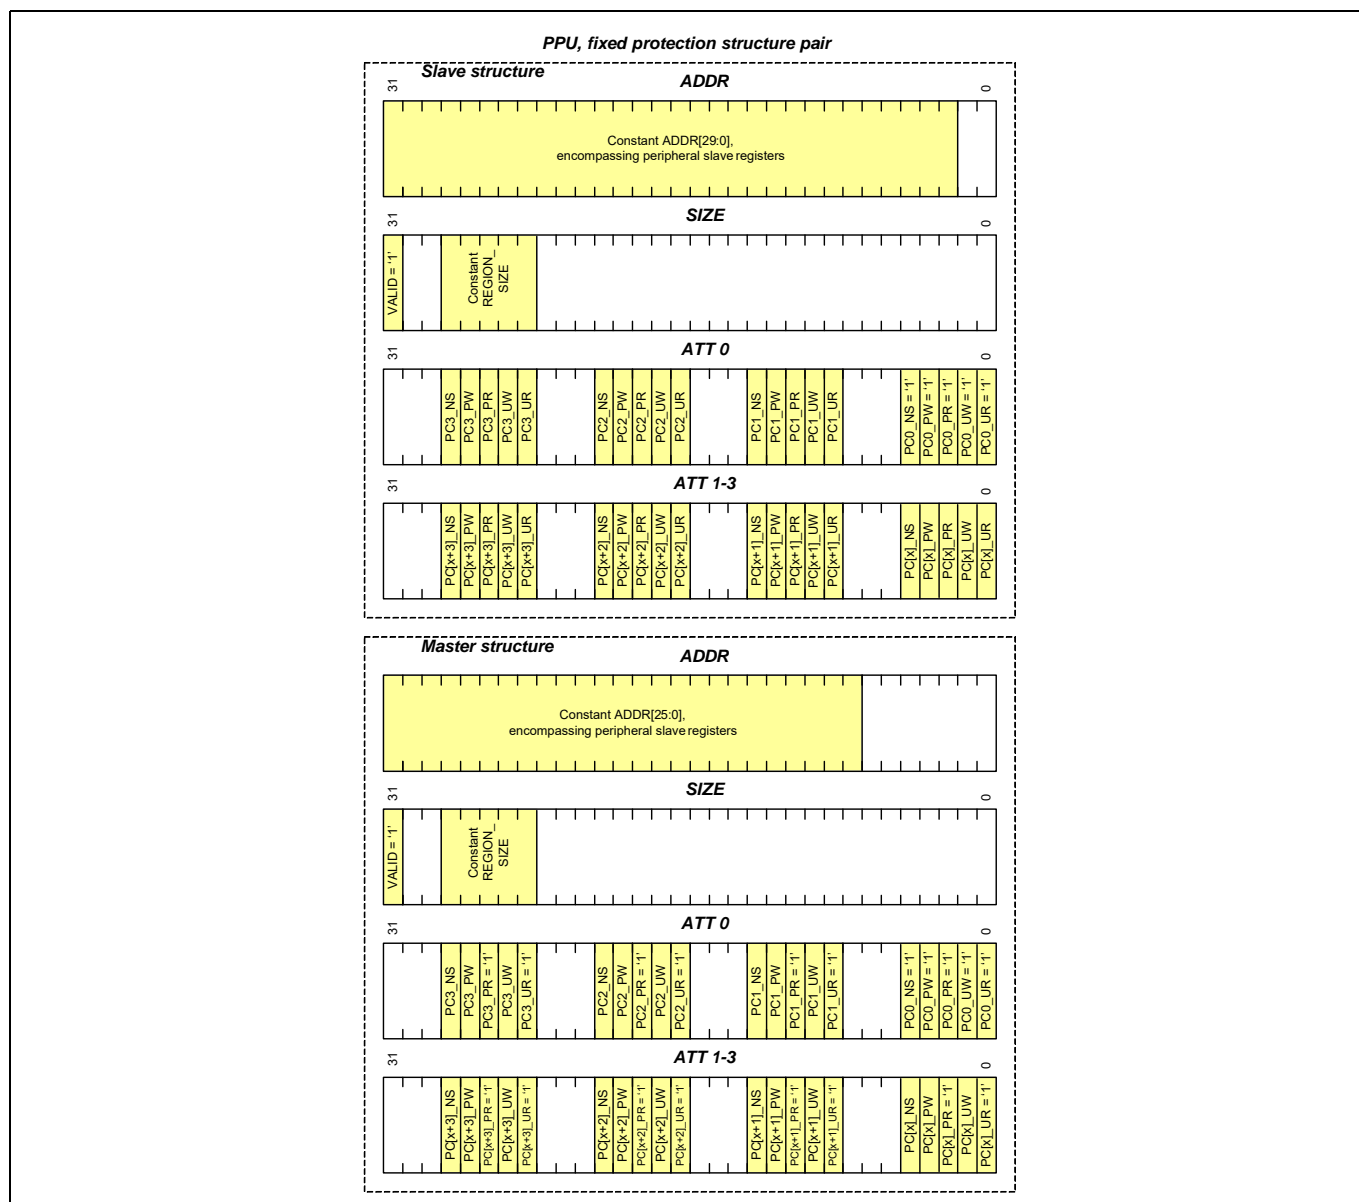 PPU, fixed protection structure pair
Slave structure
ADDR
31
0
Constant ADDR[29:0],
encompassing peripheral slave registers
SIZE
31
0
VALID = '1'
Constant
REGION_
SIZE
ATT 0
31
0
PC3_NS
PC3_PW
PC3_PR
PC3_UW
PC3_UR
PC2_NS
PC2_PW
PC2_PR
PC2_UW
PC2_UR
PC1_NS
PC1_PW
PC1_PR
PC1_UW
PC1_UR
PC0_NS = '1'
PC0_PW = '1'
PC0_PR = '1'
PC0_UW = '1'
PC0_UR = '1'
ATT 1-3
31
0
PC[x+3]_NS
PC[x+3]_PW
PC[x+3]_PR
PC[x+3]_UW
PC[x+3]_UR
PC[x+2]_NS
PC[x+2]_PW
PC[x+2]_PR
PC[x+2]_UW
PC[x+2]_UR
PC[x+1]_NS
PC[x+1]_PW
PC[x+1]_PR
PC[x+1]_UW
PC[x+1]_UR
PC[x]_NS
PC[x]_PW
PC[x]_PR
PC[x]_UW
PC[x]_UR
Master structure
ADDR
Constant ADDR[25:0],
encompassing peripheral slave registers
SIZE
31
0
VALID = '1'
Constant
REGION_
SIZE
ATT 0
31
0
PC3_NS
PC3_PW
PC3_PR = '1'
PC3_UW
PC3_UR = '1'
PC2_NS
PC2_PW
PC2_PR = '1'
PC2_UW
PC2_UR = '1'
PC1_NS
PC1_PW
PC1_PR = '1'
PC1_UW
PC1_UR = '1'
PC0_NS = '1'
PC0_PW = '1'
PC0_PR = '1'
PC0_UW = '1'
PC0_UR = '1'
ATT 1-3
31
0
PC[x+3]_NS
PC[x+3]_PW
PC[x+3]_PR = '1'
PC[x+3]_UW
PC[x+3]_UR = '1'
PC[x+2]_NS
PC[x+2]_PW
PC[x+2]_PR = '1'
PC[x+2]_UW
PC[x+2]_UR = '1'
PC[x+1]_NS
PC[x+1]_PW
PC[x+1]_PR = '1'
PC[x+1]_UW
PC[x+1]_UR = '1'
PC[x]_NS
PC[x]_PW
PC[x]_PR = '1'
PC[x]_UW
PC[x]_UR = '1'